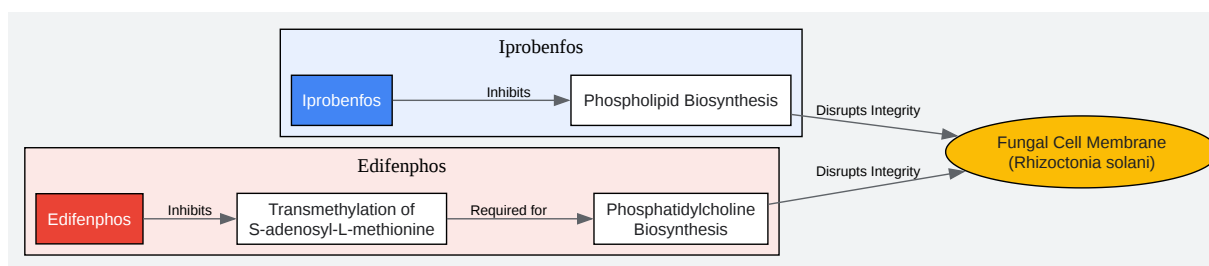 Iprobenfos
Iprobenfos
Inhibits
Phospholipid Biosynthesis
Disrupts Integrity
Fungal Cell Membrane
(Rhizoctonia solani)
Edifenphos
Edifenphos
Inhibits
Transmethylation of
S-adenosyl-L-methionine
Required for
Phosphatidylcholine
Biosynthesis
Disrupts Integrity